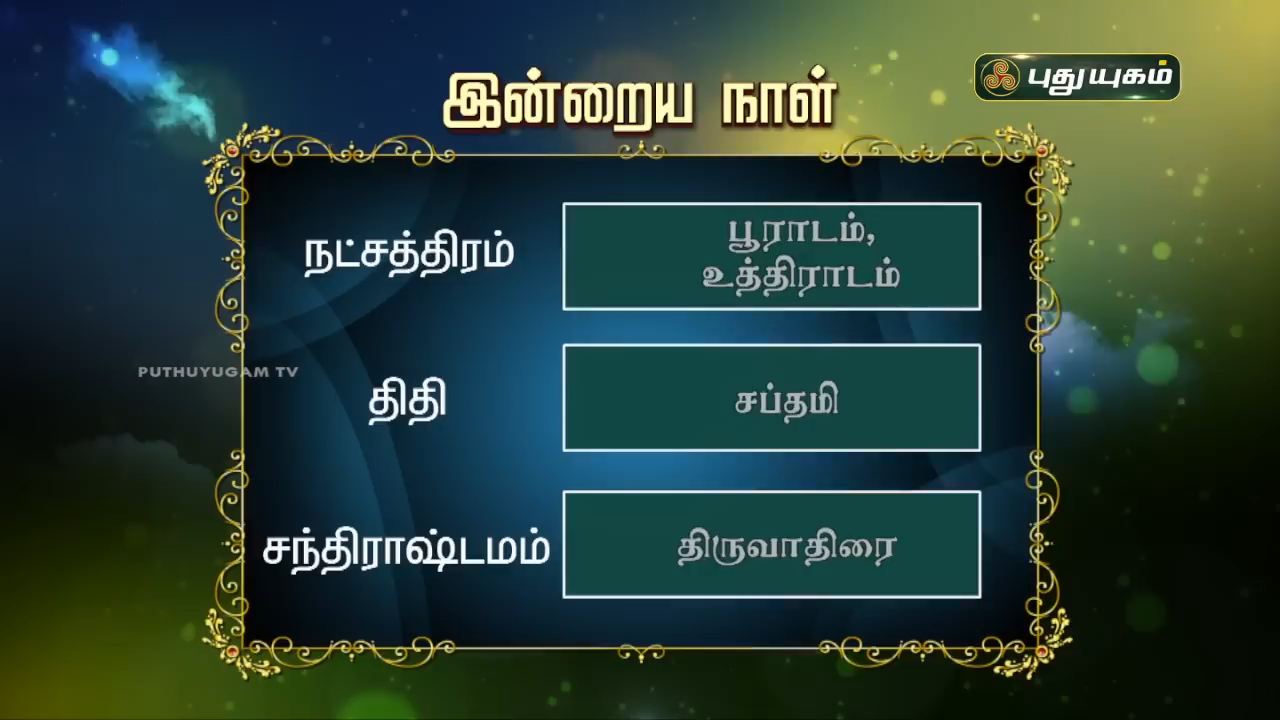 இன்றைய நாள்
புதுயுகம்
நட்சத்திரம்
பூராடம்,
உத்திராடம்
PUTHUYUGAM TV
திதி
சப்தமி
சந்திராஷ்டமம்
திருவாதிரை